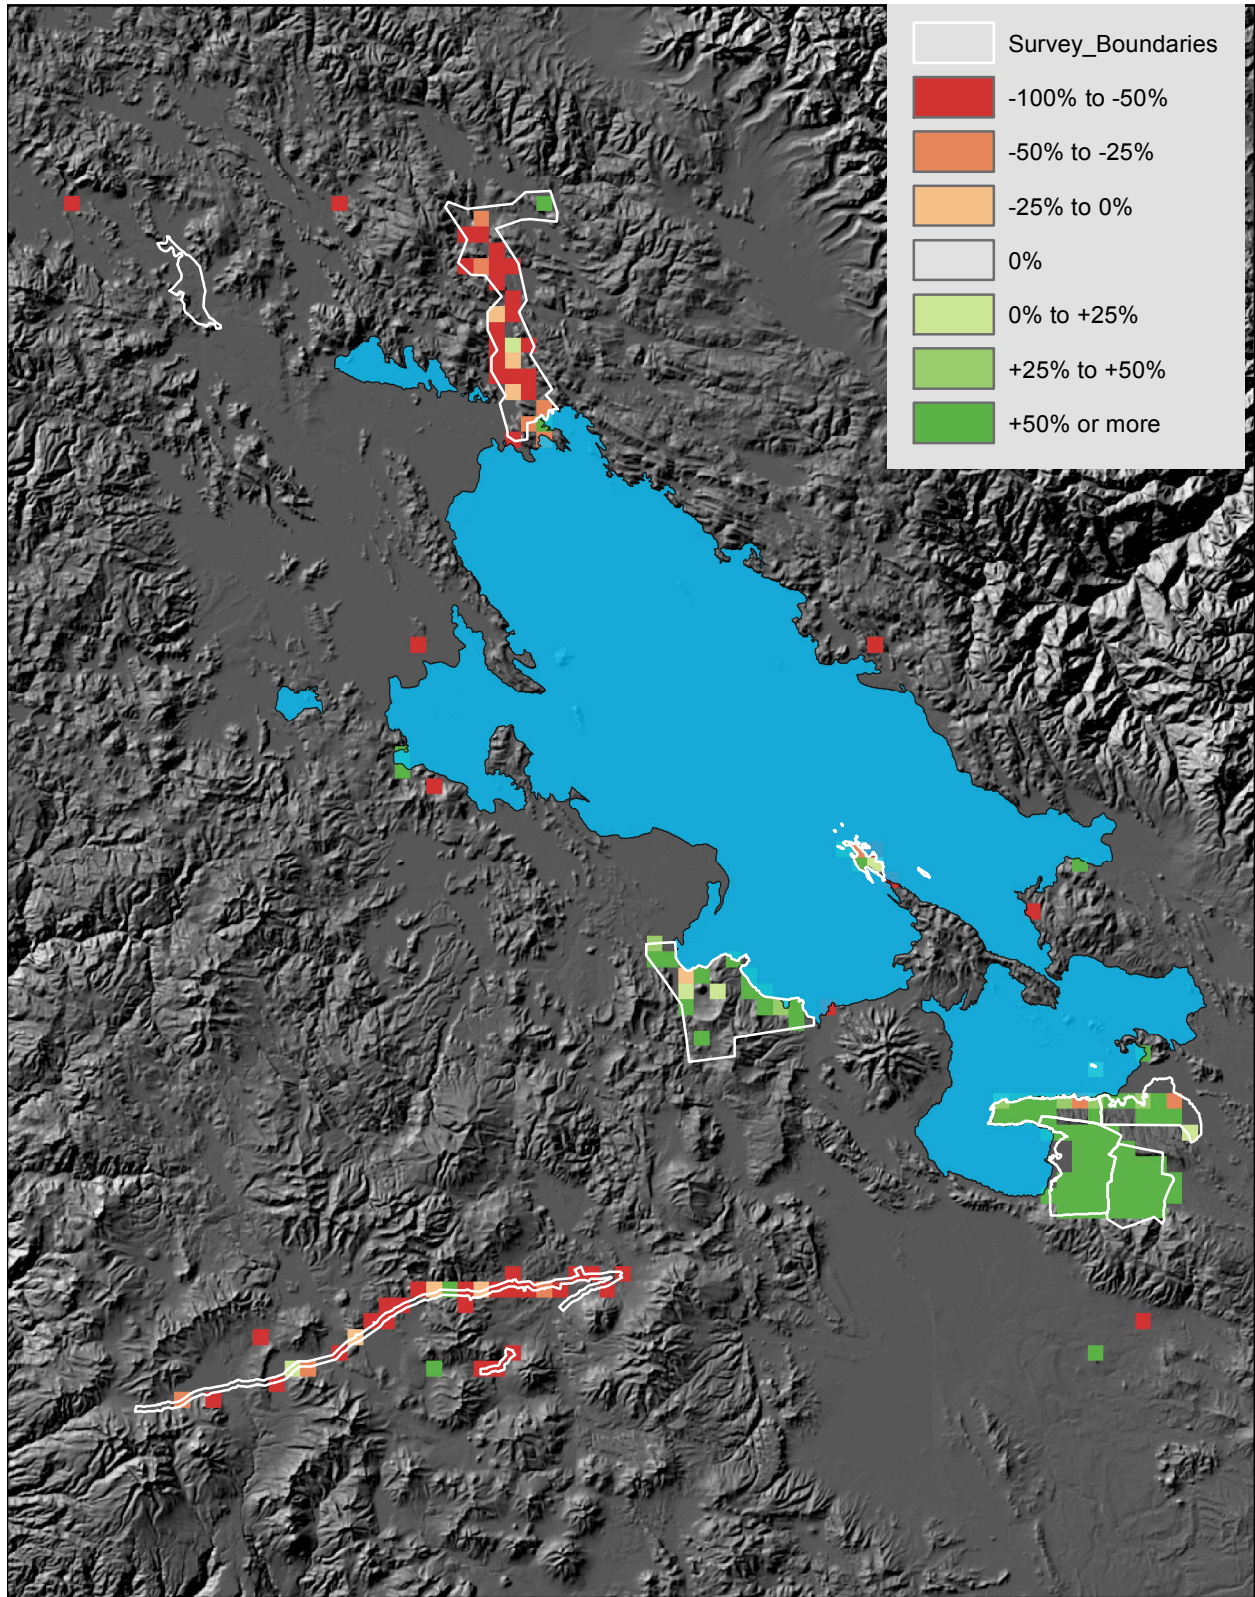 Survey_Boundaries
-100% to -50%
-50% to -25%
-25% to 0%
0%
0% to +25%
+25% to +50%
+50% or more